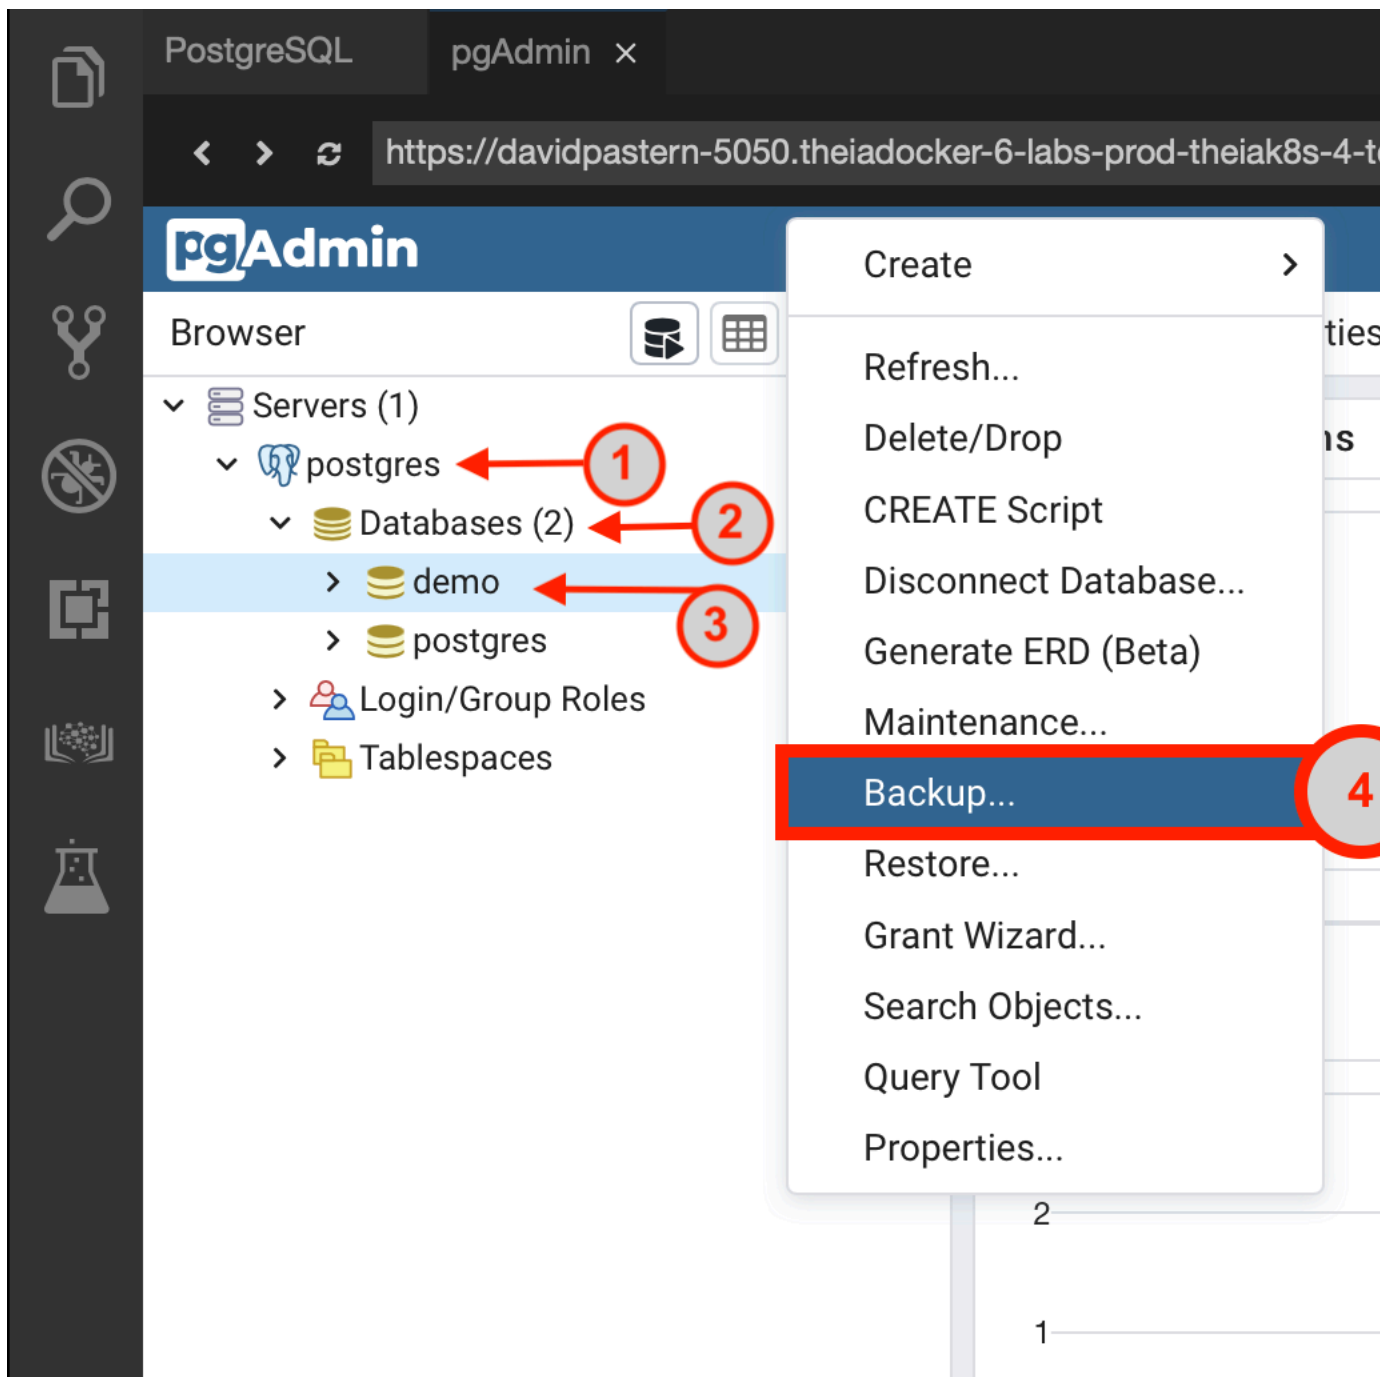 PostgreSQL
pgAdmin
https://davidpastern-5050.theiadocker-6-labs-prod-theiak8s-4-t
pgAdmin
Browser
Servers (1)
postgres
1
Databases (2)
2
demo
3
postgres
Login/Group Roles
Tablespaces
Create
Refresh...
Delete/Drop
CREATE Script
Disconnect Database...
Generate ERD (Beta)
Maintenance...
Backup...
4
Restore...
Grant Wizard...
Search Objects...
Query Tool
Properties...
ties
ns
2
1